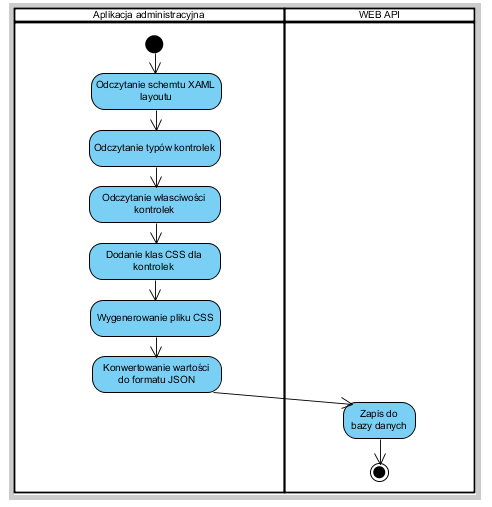 Aplikacja administracyjna
WEB API
Odczytanie schemtu XAML
layoutu
Odczytanie typów kontrolek
Odczytanie własciwości
kontrolek
Dodanie klas CSS dla
kontrolek
Wygenerowanie pliku CSS
Konwertowanie wartości
do formatu JSON
Zapis do
bazy danych